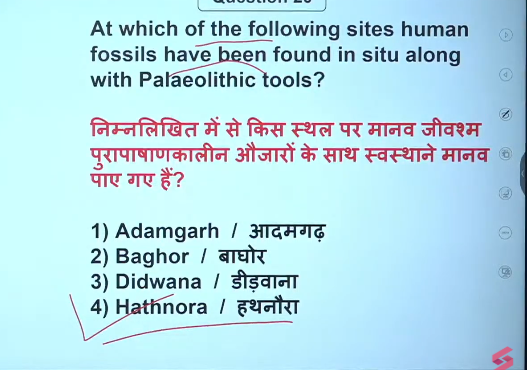 At which of the following sites human
fossils have been found in situ along
with Palaeolithic tools?
निम्नलिखित में से किस स्थल पर मानव जीवश्म
पुरापाषाणकालीन औजारों के साथ स्वस्थाने मानव
पाए गए हैं?
1) Adamgarh / आदमगढ़
2) Baghor / बाघोर
3) Didwana / डीड़वाना
4) Hathnora / हथनौरा